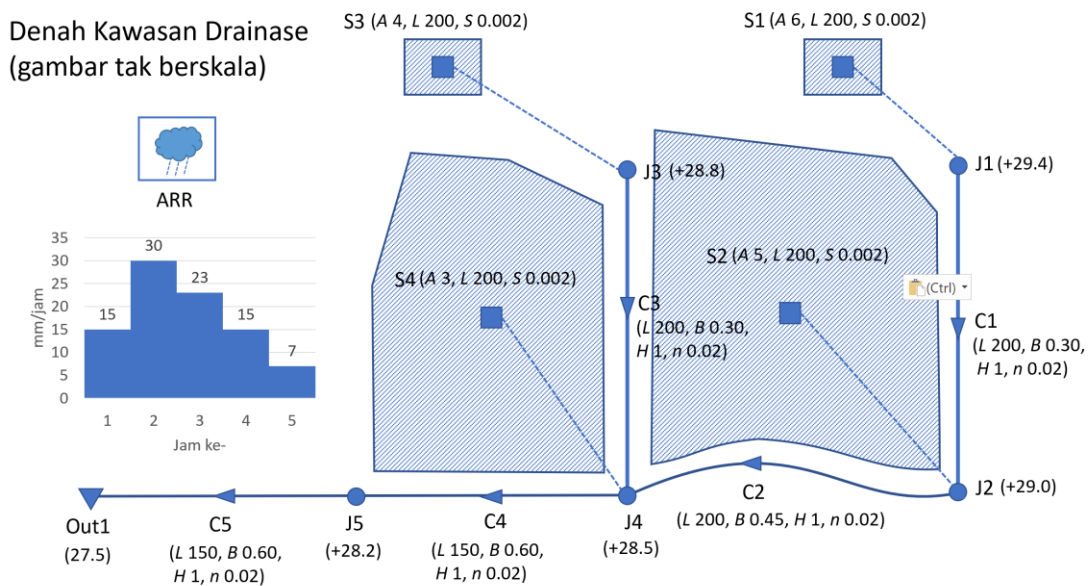 Denah Kawasan Drainase
(gambar tak berskala)
ARR
35
30
25
20
15
10
5
0
mm/jam
15
30
23
15
7
1 2 3 4 5
Jam ke-
S3 (A 4, L 200, S 0.002)
S1 (A 6, L 200, S 0.002)
J3 (+28.8)
J1 (+29.4)
S4 (A 3, L 200, S 0.002)
S2 (A 5, L 200, S 0.002)
(Ctrl)
C3
(L 200, B 0.30,
H 1, n 0.02)
C1
(L 200, B 0.30,
H 1, n 0.02)
Out1
(27.5)
C5
(L 150, B 0.60,
H 1, n 0.02)
J5
(+28.2)
C4
(L 150, B 0.60,
H 1, n 0.02)
J4
(+28.5)
C2
(L 200, B 0.45, H 1, n 0.02)
J2 (+29.0)